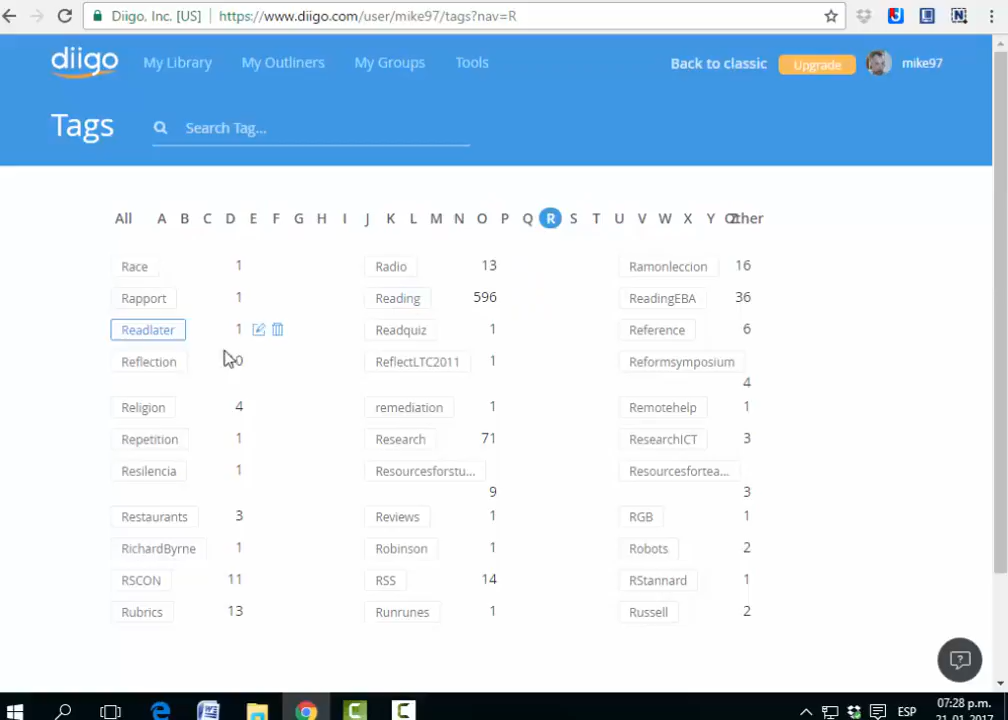 Diigo, Inc. [US] https://www.diigo.com/user/mike97/tags?nav=R
diigo My Library My Outliners My Groups Tools Back to classic Upgrade mike97
Tags Search Tag...
All A B C D E F G H I J K L M N O P Q R S T U V W X Y Z Other
Race 1 Radio 13 Ramonleccion 16
Rapport 1 Reading 596 ReadingEBA 36
Readlater 1 Readquiz 1 Reference 6
Reflection 0 ReflectLTC2011 1 Reformsymposium
4
Religion 4 remediation 1 Remotehelp 1
Repetition 1 Research 71 ResearchICT 3
Resilencia 1 Resourcesforstu... Resourcesfortea...
9 3
Restaurants 3 Reviews 1 RGB 1
RichardByrne 1 Robinson 1 Robots 2
RSCON 11 RSS 14 RStannard 1
Rubrics 13 Runrunes 1 Russell 2
ESP 07:28 p.m.
21-01-2017